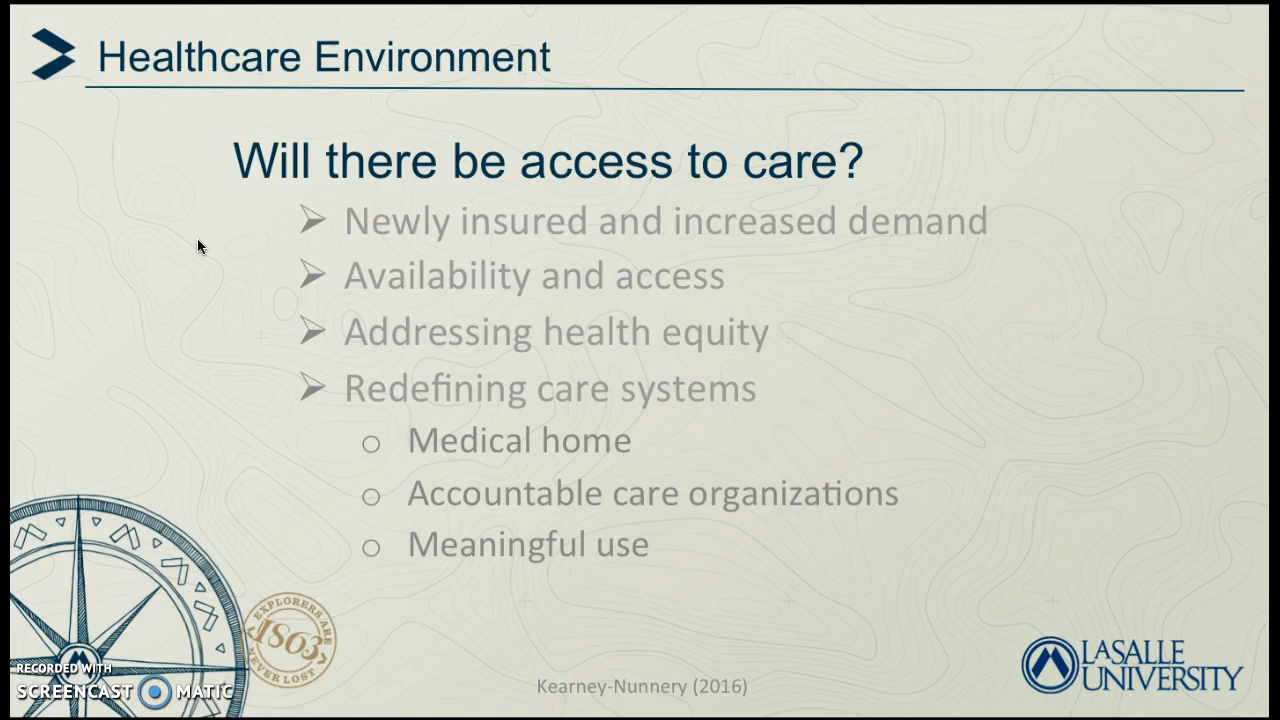 Healthcare Environment
Will there be access to care?
➢ Newly insured and increased demand
➢ Availability and access
➢ Addressing health equity
➢ Redefining care systems
o Medical home
o Accountable care organizations
o Meaningful use
EXPLORERS ARE
1863
NEVER LOST
RECORDED WITH
SCREENCAST MATIC
Kearney-Nunnery (2016)
LASALLE
UNIVERSITY